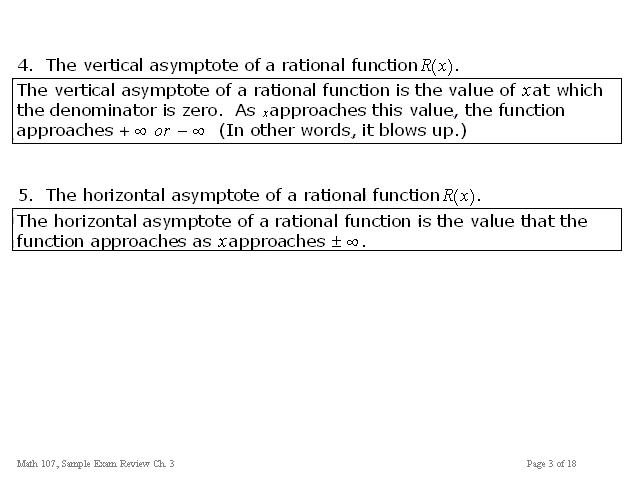 4. The vertical asymptote of a rational function R(x).
The vertical asymptote of a rational function is the value of x at which
the denominator is zero. As x approaches this value, the function
approaches + ∞ or − ∞ (In other words, it blows up.)
5. The horizontal asymptote of a rational function R(x).
The horizontal asymptote of a rational function is the value that the
function approaches as x approaches ± ∞.
Math 107, Sample Exam Review Ch. 3 Page 3 of 18